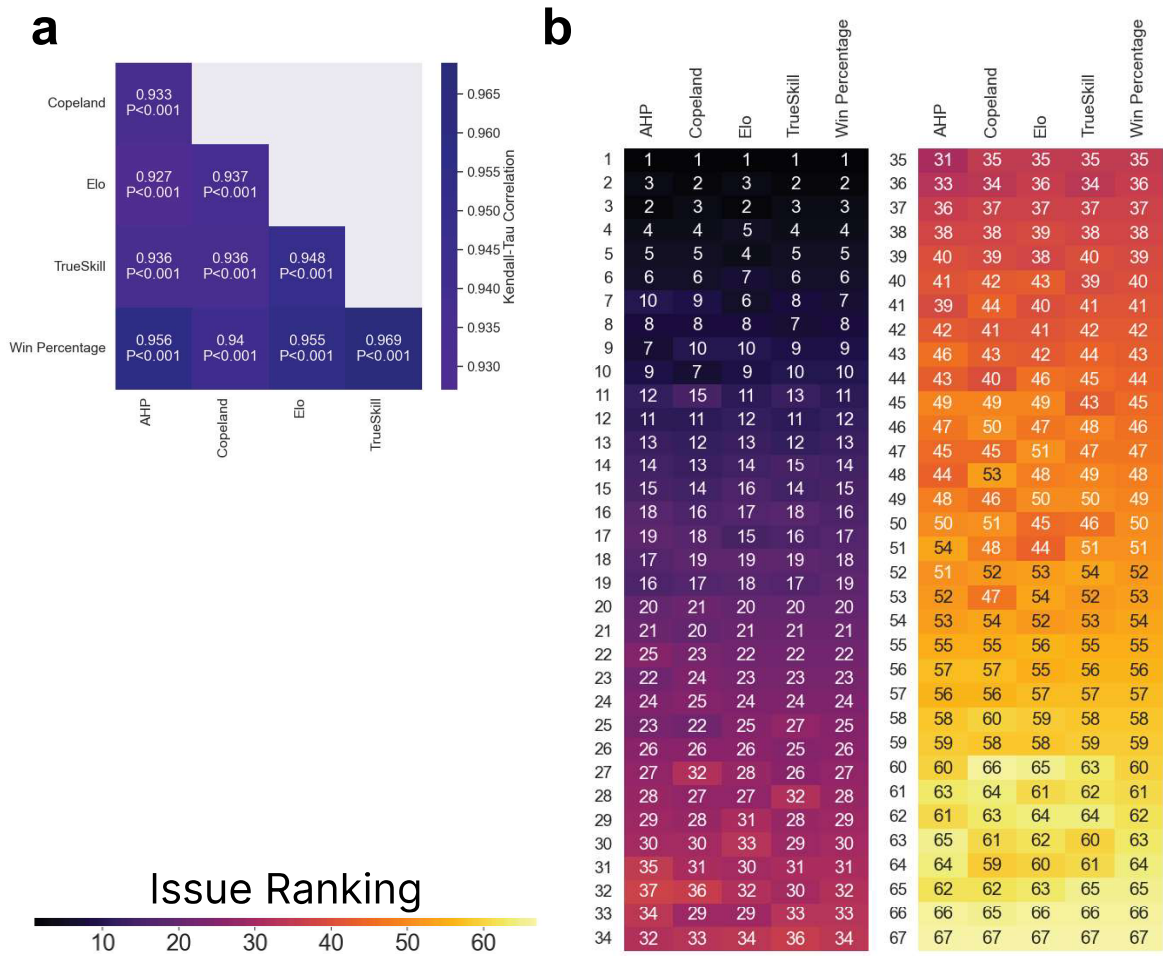 a
Copeland
Elo
TrueSkill
Win Percentage
0.933
P<0.001
0.927
P<0.001
0.937
P<0.001
0.936
P<0.001
0.936
P<0.001
0.948
P<0.001
0.956
P<0.001
0.94
P<0.001
0.955
P<0.001
0.969
P<0.001
AHP
Copeland
Elo
TrueSkill
0.965
0.960
0.955
0.950
0.945
0.940
0.935
0.930
Kendall-Tau Correlation
Issue Ranking
10 20 30 40 50 60
b
AHP Copeland Elo TrueSkill Win Percentage
1 1 1 1 1 1
2 3 2 3 2 2
3 2 3 2 3 3
4 4 4 5 4 4
5 5 5 4 5 5
6 6 6 7 6 6
7 10 9 6 8 7
8 8 8 8 7 8
9 7 10 10 9 9
10 9 7 9 10 10
11 12 15 11 13 11
12 11 11 12 11 12
13 13 12 13 12 13
14 14 13 14 15 14
15 15 14 16 14 15
16 18 16 17 18 16
17 19 18 15 16 17
18 17 19 19 19 18
19 16 17 18 17 19
20 20 21 20 20 20
21 21 20 21 21 21
22 25 23 22 22 22
23 22 24 23 23 23
24 24 25 24 24 24
25 23 22 25 27 25
26 26 26 26 25 26
27 27 32 28 26 27
28 28 27 27 32 28
29 29 28 31 28 29
30 30 30 33 29 30
31 35 31 30 31 31
32 37 36 32 30 32
33 34 29 29 33 33
34 32 33 34 36 34
AHP Copeland Elo TrueSkill Win Percentage
35 31 35 35 35 35
36 33 34 36 34 36
37 36 37 37 37 37
38 38 38 39 38 38
39 40 39 38 40 39
40 41 42 43 39 40
41 39 44 40 41 41
42 42 41 41 42 42
43 46 43 42 44 43
44 43 40 46 45 44
45 49 49 49 43 45
46 47 50 47 48 46
47 45 45 51 47 47
48 44 53 48 49 48
49 48 46 50 50 49
50 50 51 45 46 50
51 54 48 44 51 51
52 51 52 53 54 52
53 52 47 54 52 53
54 53 54 52 53 54
55 55 55 56 55 55
56 57 57 55 56 56
57 56 56 57 57 57
58 58 60 59 58 58
59 59 58 58 59 59
60 60 66 65 63 60
61 63 64 61 62 61
62 61 63 64 64 62
63 65 61 62 60 63
64 64 59 60 61 64
65 62 62 63 65 65
66 66 65 66 66 66
67 67 67 67 67 67